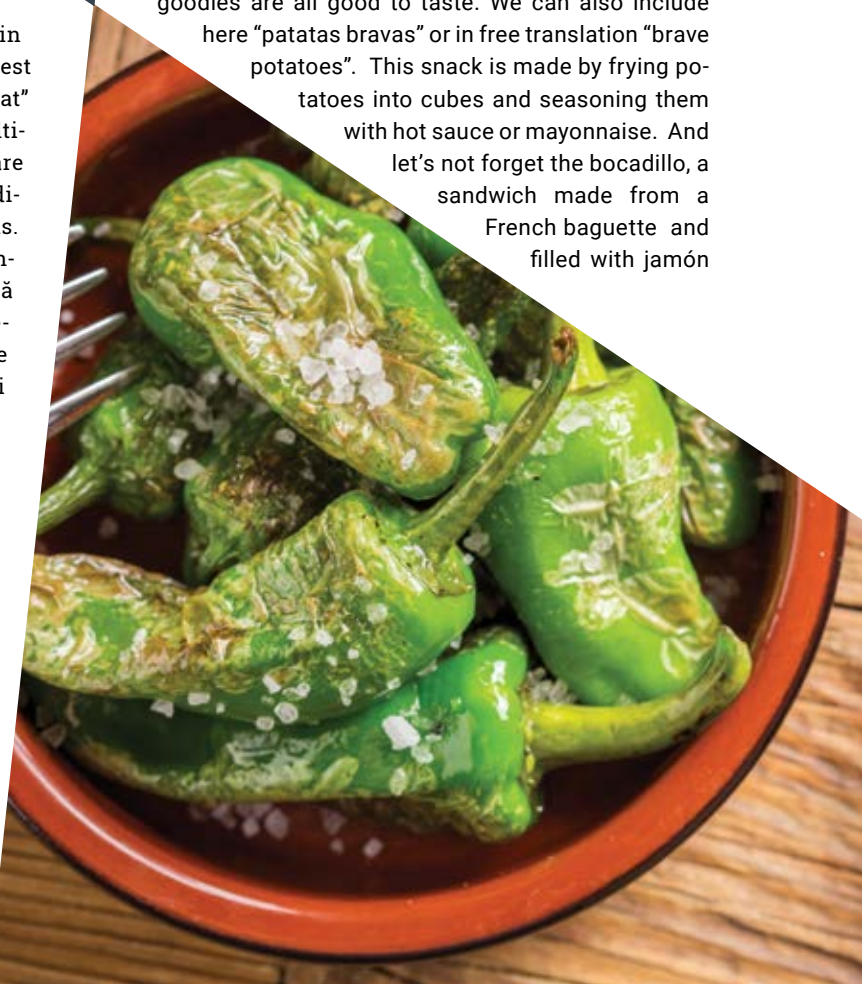 in
est
at”
ti-
are
di-
s.
n-
ă
--
e
i
goodies are all good to taste. We can also include
here “patatas bravas” or in free translation “brave
potatoes”. This snack is made by frying po-
tatoes into cubes and seasoning them
with hot sauce or mayonnaise. And
let’s not forget the bocadillo, a
sandwich made from a
French baguette and
filled with jamón